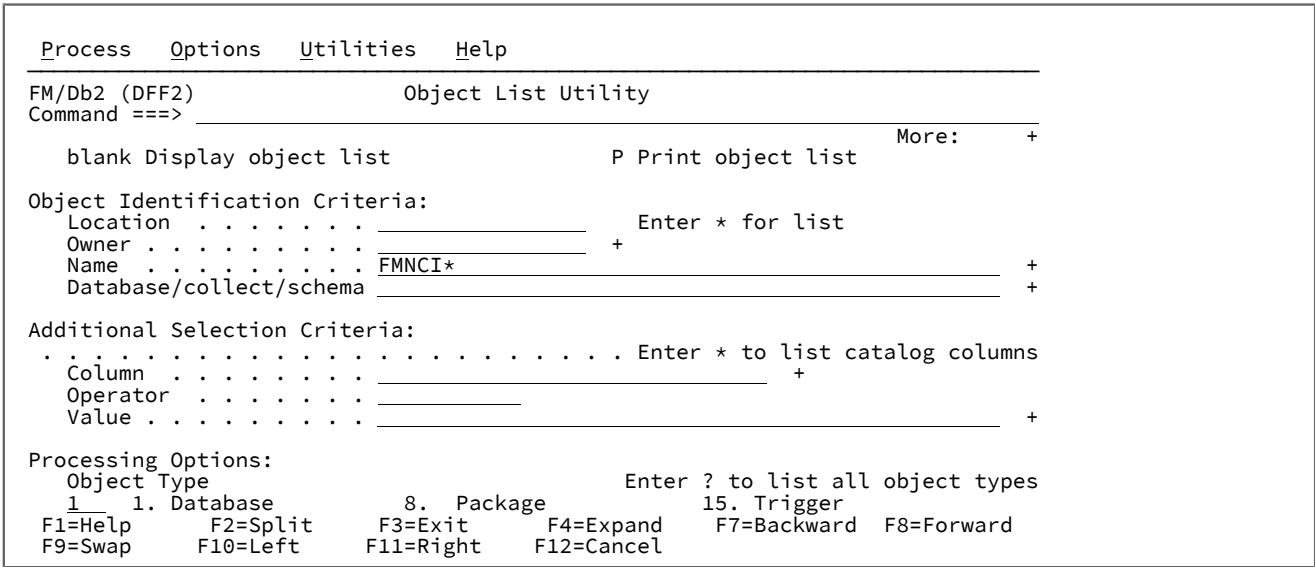 Process Options Utilities Help
FM/Db2 (DFF2) Object List Utility
Command ===>
More: +
blank Display object list P Print object list
Object Identification Criteria:
Location . . . . . . . Enter * for list
Owner . . . . . . . . . +
Name . . . . . . . . . FMNCI* +
Database/collect/schema +
Additional Selection Criteria:
. . . . . . . . . . . . . . . . . . . . . . . Enter * to list catalog columns
Column . . . . . . . . +
Operator . . . . . . .
Value . . . . . . . . . +
Processing Options:
Object Type Enter ? to list all object types
1 1. Database 8. Package 15. Trigger
F1=Help F2=Split F3=Exit F4=Expand F7=Backward F8=Forward
F9=Swap F10=Left F11=Right F12=Cancel